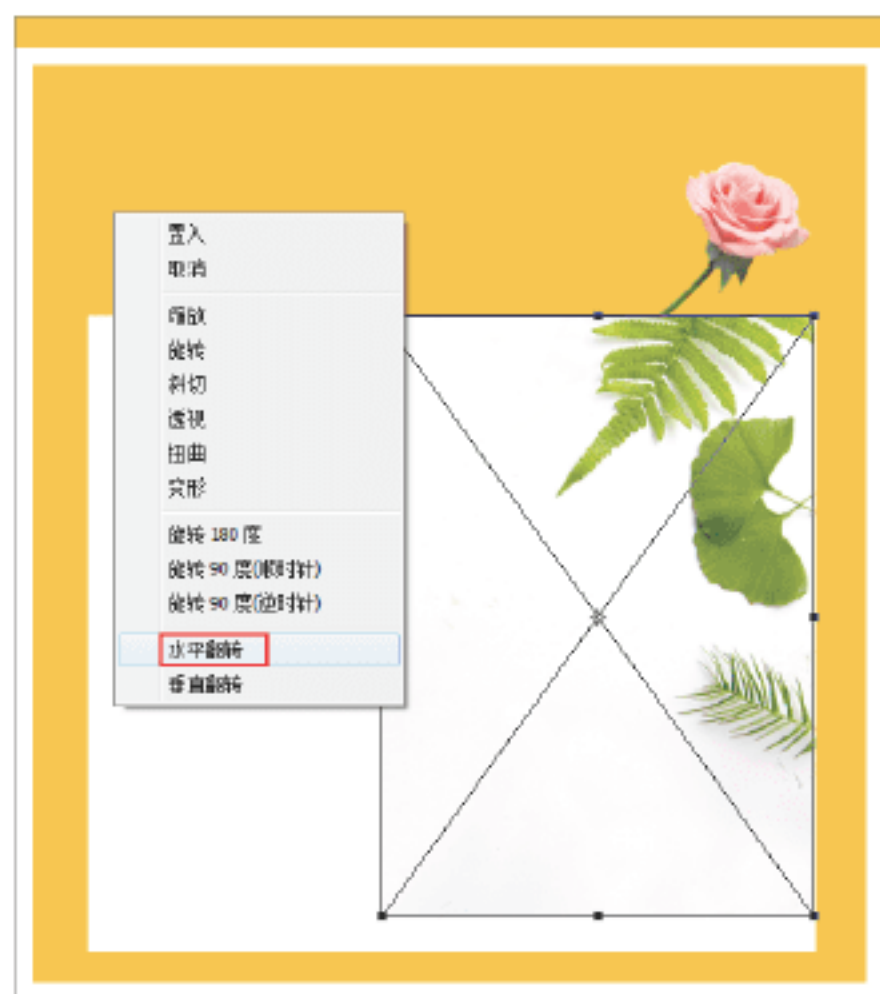 置入
取消
缩放
旋转
斜切
透视
扭曲
变形
旋转 180 度
旋转 90 度(顺时针)
旋转 90 度(逆时针)
水平翻转
垂直翻转